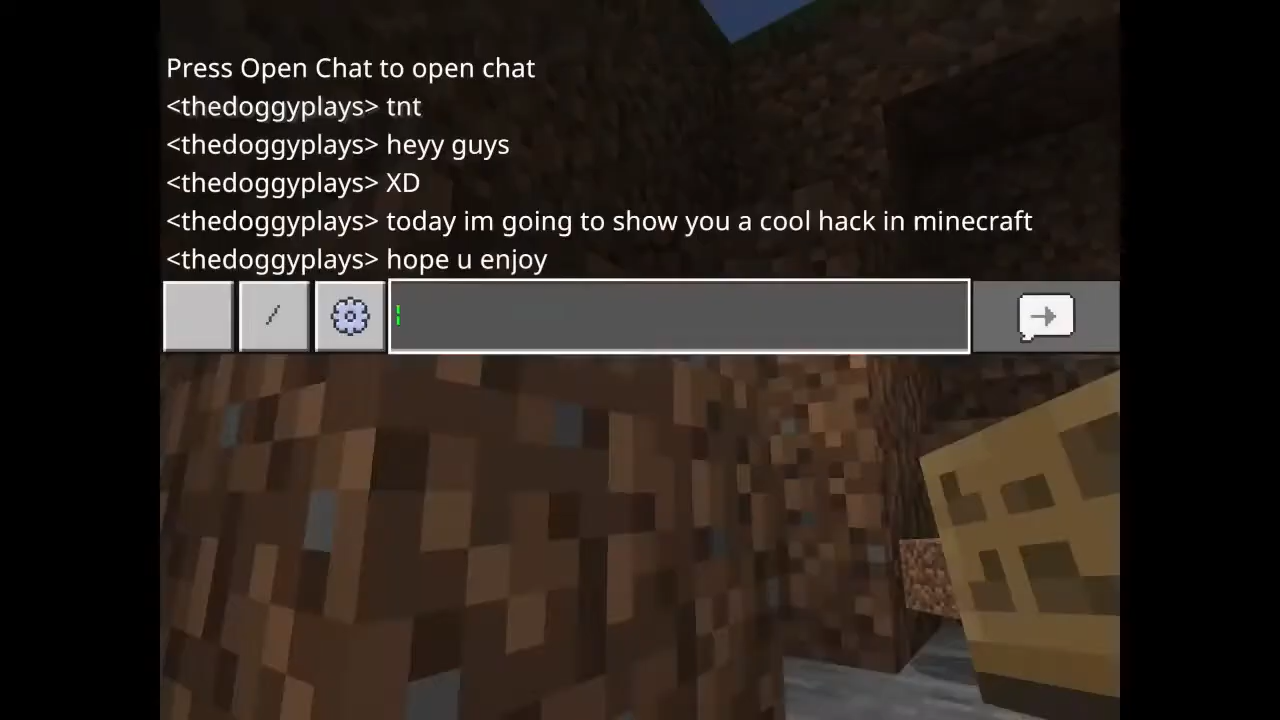 Press Open Chat to open chat
<thedoggyplays> tnt
<thedoggyplays> heyy guys
<thedoggyplays> XD
<thedoggyplays> today im going to show you a cool hack in minecraft
<thedoggyplays> hope u enjoy
/